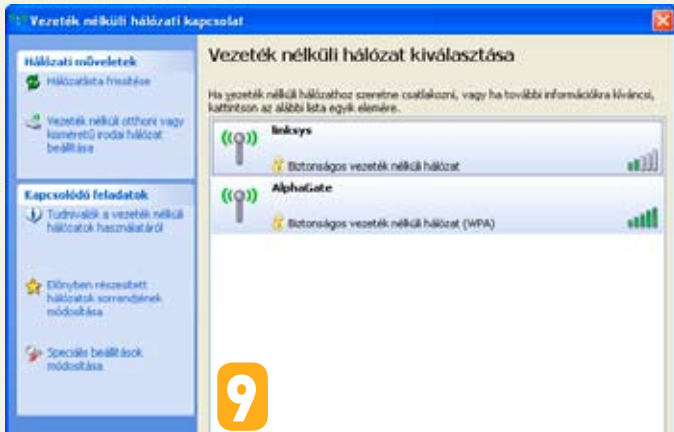 Vezeték nélküli hálózati kapcsolat
Hálózati műveletek
Hálózatlista frissítése
Vezeték nélküli otthoni vagy
kisméretű irodai hálózat
beállítása
Kapcsolódó feladatok
Tudnivalók a vezeték nélküli
hálózatok használatáról
Előnyben részesített
hálózatok sorrendjének
módosítása
Speciális beállítások
módosítása
Vezeték nélküli hálózat kiválasztása
Ha vezeték nélküli hálózathoz szeretne csatlakozni, vagy ha további információkra kíváncsi,
kattintson az alábbi lista egyik elemére.
linksys
Biztonságos vezeték nélküli hálózat
AlphaGate
Biztonságos vezeték nélküli hálózat (WPA)
9